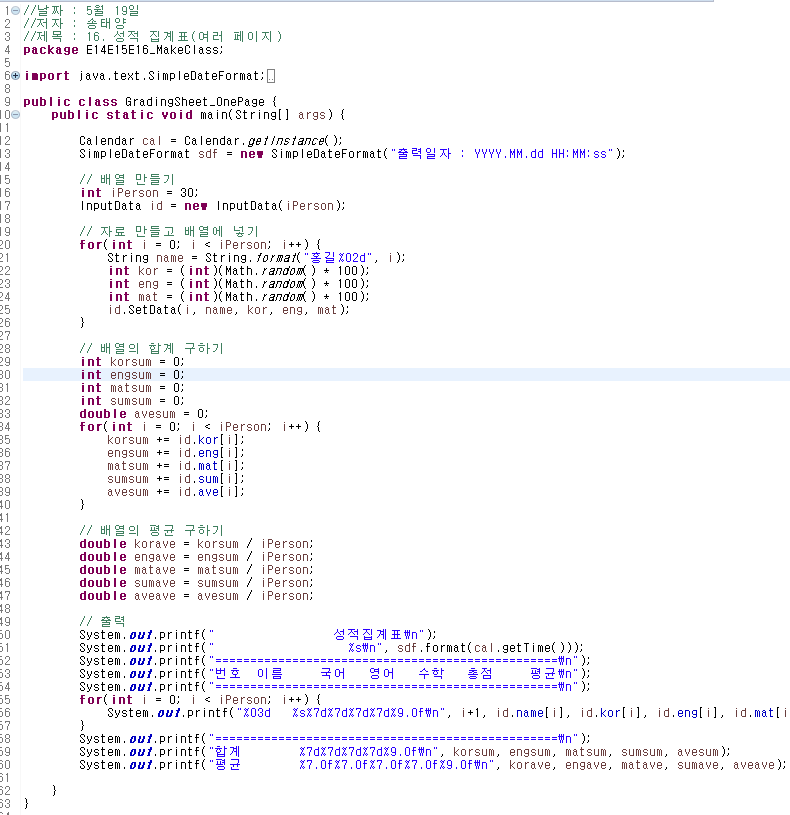 1 //날짜 : 5월 19일
2 //저자 : 송태양
3 //제목 : 16. 성적 집계표(여러 페이지)
4 package E14E15E16_MakeClass;
5
6 import java.text.SimpleDateFormat;
8
9 public class GradingSheet_OnePage {
10 public static void main(String[] args) {
11
12 Calendar cal = Calendar.getInstance();
13 SimpleDateFormat sdf = new SimpleDateFormat("출력일자 : YYYY.MM.dd HH:MM:ss");
14
15 // 배열 만들기
16 int iPerson = 30;
17 InputData id = new InputData(iPerson);
18
19 // 자료 만들고 배열에 넣기
20 for(int i = 0; i < iPerson; i++) {
21 String name = String.format("홍길%02d", i);
22 int kor = (int)(Math.random() * 100);
23 int eng = (int)(Math.random() * 100);
24 int mat = (int)(Math.random() * 100);
25 id.SetData(i, name, kor, eng, mat);
26 }
27
28 // 배열의 합계 구하기
29 int korsum = 0;
30 int engsum = 0;
31 int matsum = 0;
32 int sumsum = 0;
33 double avesum = 0;
34 for(int i = 0; i < iPerson; i++) {
35 korsum += id.kor[i];
36 engsum += id.eng[i];
37 matsum += id.mat[i];
38 sumsum += id.sum[i];
39 avesum += id.ave[i];
40 }
41
42 // 배열의 평균 구하기
43 double korave = korsum / iPerson;
44 double engave = engsum / iPerson;
45 double matave = matsum / iPerson;
46 double sumave = sumsum / iPerson;
47 double aveave = avesum / iPerson;
48
49 // 출력
50 System.out.printf("                 성적집계표\n");
51 System.out.printf("                   %s\n", sdf.format(cal.getTime()));
52 System.out.printf("=================================================\n");
53 System.out.printf("번호  이름     국어   영어   수학   총점     평균\n");
54 System.out.printf("=================================================\n");
55 for(int i = 0; i < iPerson; i++) {
56 System.out.printf("%03d   %s%7d%7d%7d%7d%9.0f\n", i+1, id.name[i], id.kor[i], id.eng[i], id.mat[i
57 }
58 System.out.printf("=================================================\n");
59 System.out.printf("합계        %7d%7d%7d%7d%9.0f\n", korsum, engsum, matsum, sumsum, avesum);
60 System.out.printf("평균        %7.0f%7.0f%7.0f%7.0f%9.0f\n", korave, engave, matave, sumave, aveave);
61
62 }
63 }